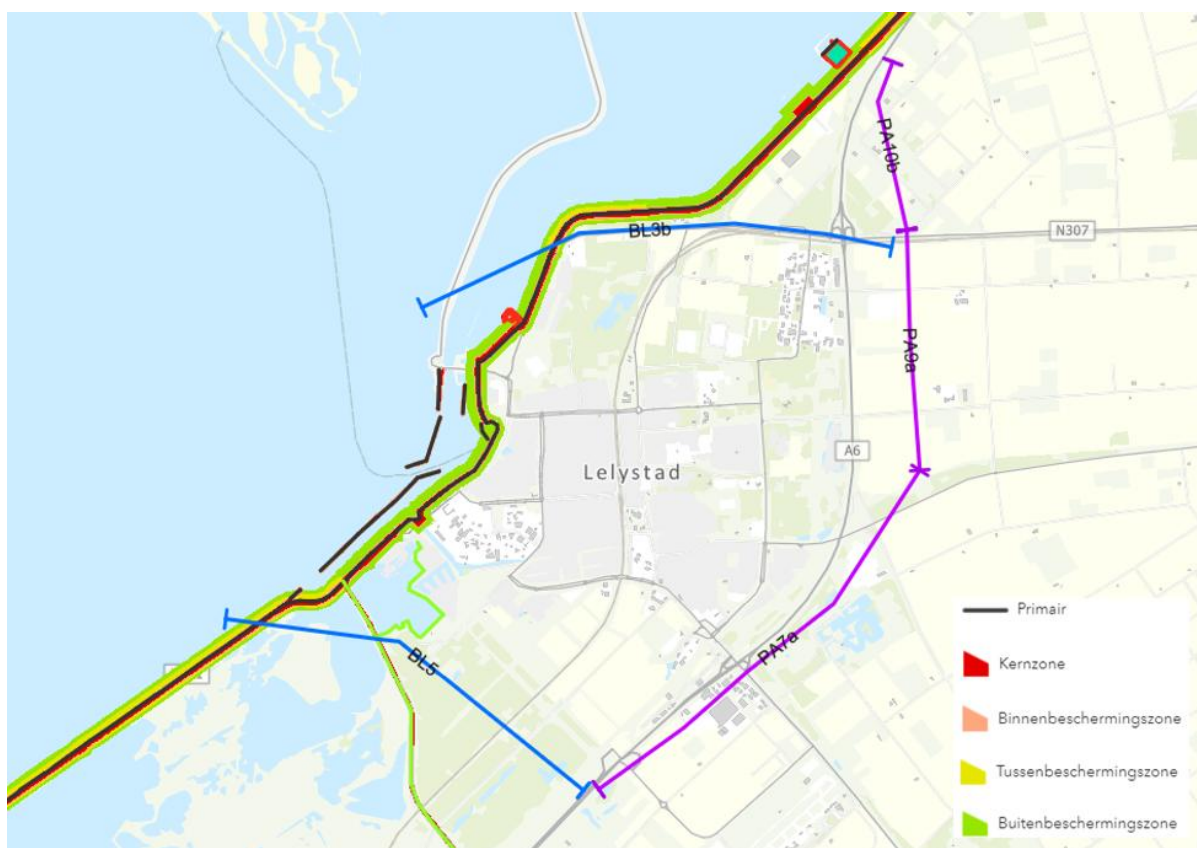 PA10b
BL3b
N307
PA9a
Lelystad
A6
PA7a
BL5
Primair
Kernzone
Binnenbeschermingszone
Tussenbeschermingszone
Buitenbeschermingszone